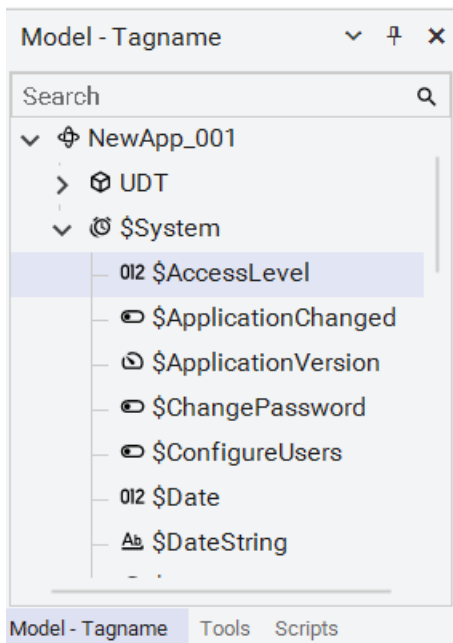 Model - Tagname
Search
NewApp_001
UDT
$System
012 $AccessLevel
$ApplicationChanged
$ApplicationVersion
$ChangePassword
$ConfigureUsers
012 $Date
Ab $DateString
Model - Tagname Tools Scripts